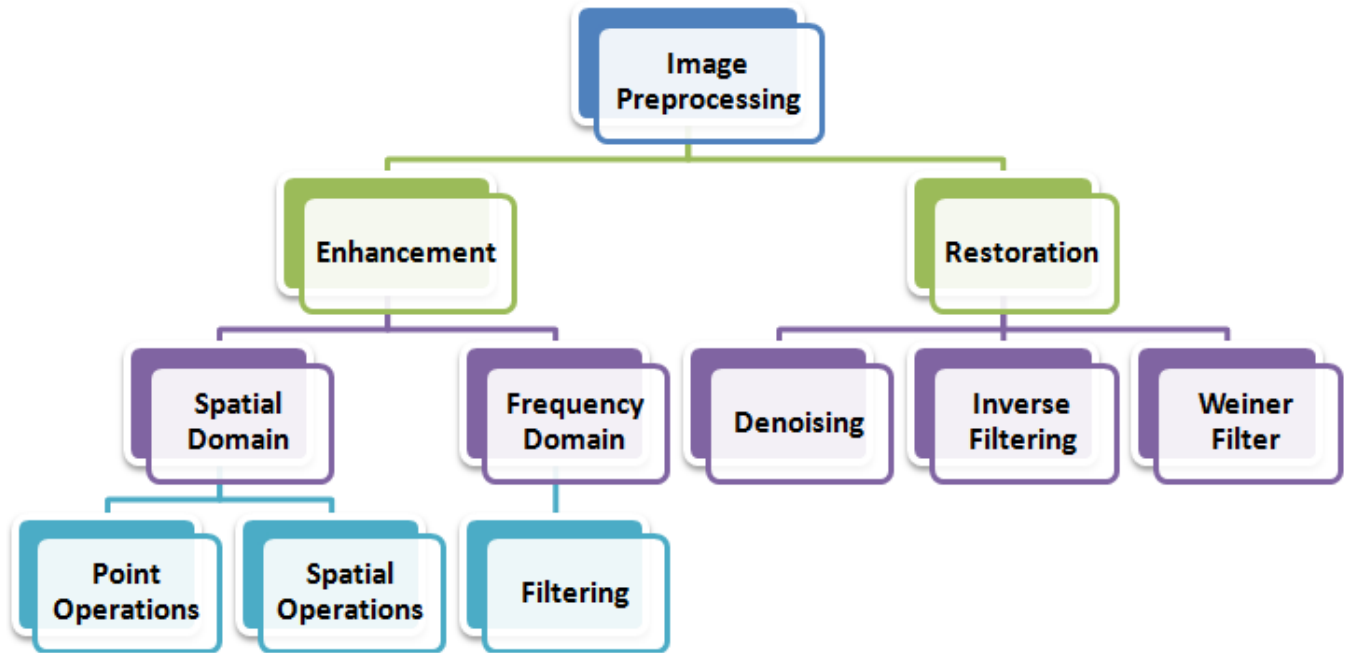 Image
Preprocessing
Enhancement
Restoration
Spatial
Domain
Frequency
Domain
Denoising
Inverse
Filtering
Weiner
Filter
Point
Operations
Spatial
Operations
Filtering